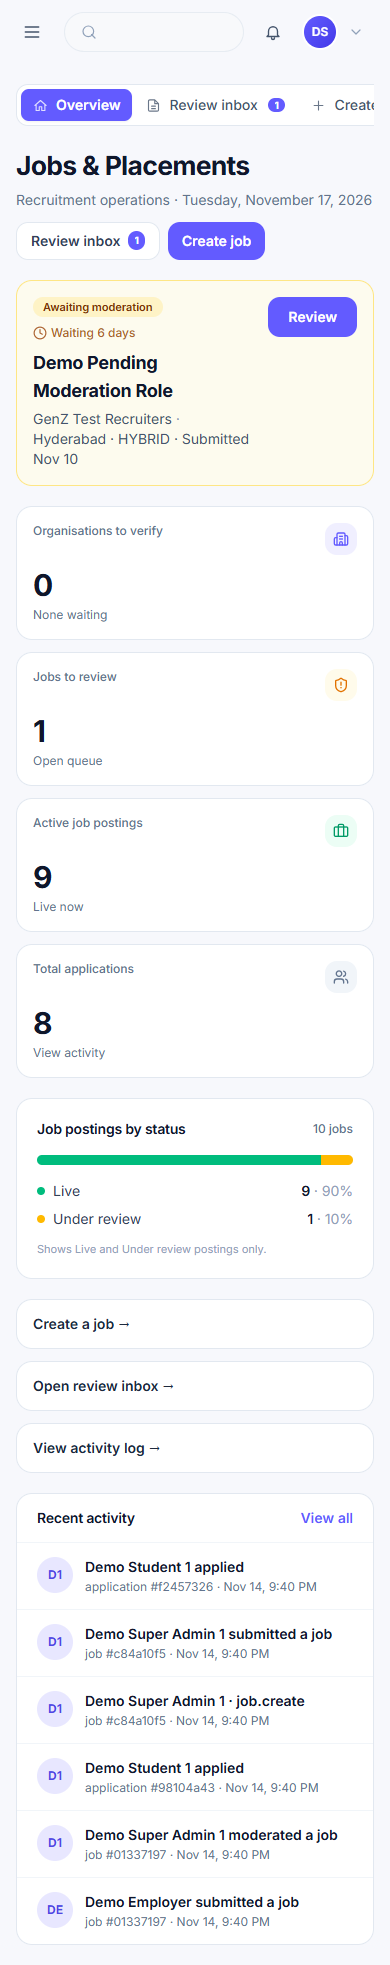 DS
Overview
Review inbox 1
Create
Jobs & Placements
Recruitment operations · Tuesday, November 17, 2026
Review inbox 1
Create job
Awaiting moderation
Waiting 6 days
Review
Demo Pending
Moderation Role
GenZ Test Recruiters ·
Hyderabad · HYBRID · Submitted
Nov 10
Organisations to verify
0
None waiting
Jobs to review
1
Open queue
Active job postings
9
Live now
Total applications
8
View activity
Job postings by status
10 jobs
Live
9 · 90%
Under review
1 · 10%
Shows Live and Under review postings only.
Create a job →
Open review inbox →
View activity log →
Recent activity
View all
D1
Demo Student 1 applied
application #f2457326 · Nov 14, 9:40 PM
D1
Demo Super Admin 1 submitted a job
job #c84a10f5 · Nov 14, 9:40 PM
D1
Demo Super Admin 1 · job.create
job #c84a10f5 · Nov 14, 9:40 PM
D1
Demo Student 1 applied
application #98104a43 · Nov 14, 9:40 PM
D1
Demo Super Admin 1 moderated a job
job #01337197 · Nov 14, 9:40 PM
DE
Demo Employer submitted a job
job #01337197 · Nov 14, 9:40 PM